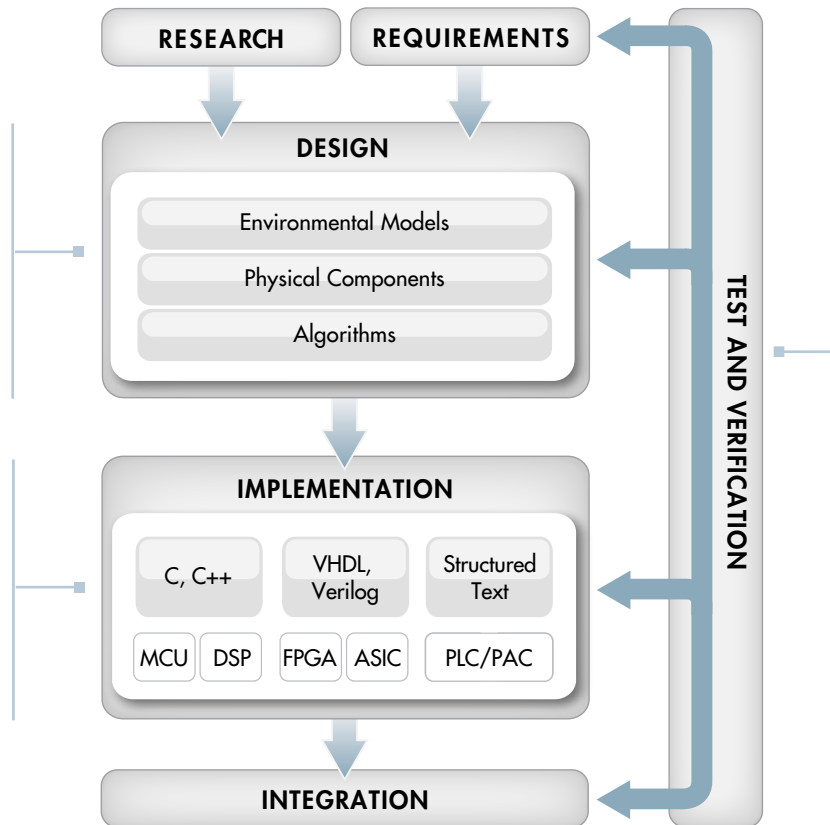 RESEARCH
REQUIREMENTS
DESIGN
Environmental Models
Physical Components
Algorithms
IMPLEMENTATION
C, C++
VHDL,
Verilog
Structured
Text
MCU
DSP
FPGA
ASIC
PLC/PAC
INTEGRATION
TEST AND VERIFICATION